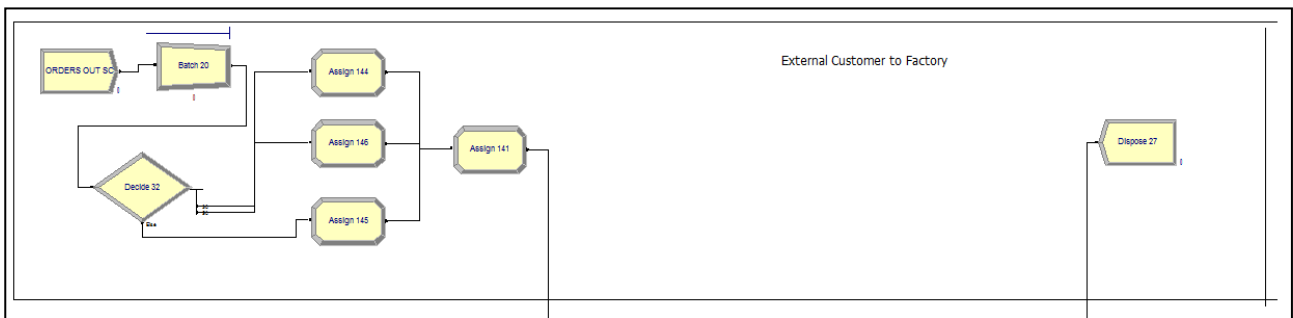 External Customer to Factory
ORDERS OUT SC
Batch 20
Assign 144
Assign 146
Assign 141
Dispose 27
Decide 32
Assign 145
Else